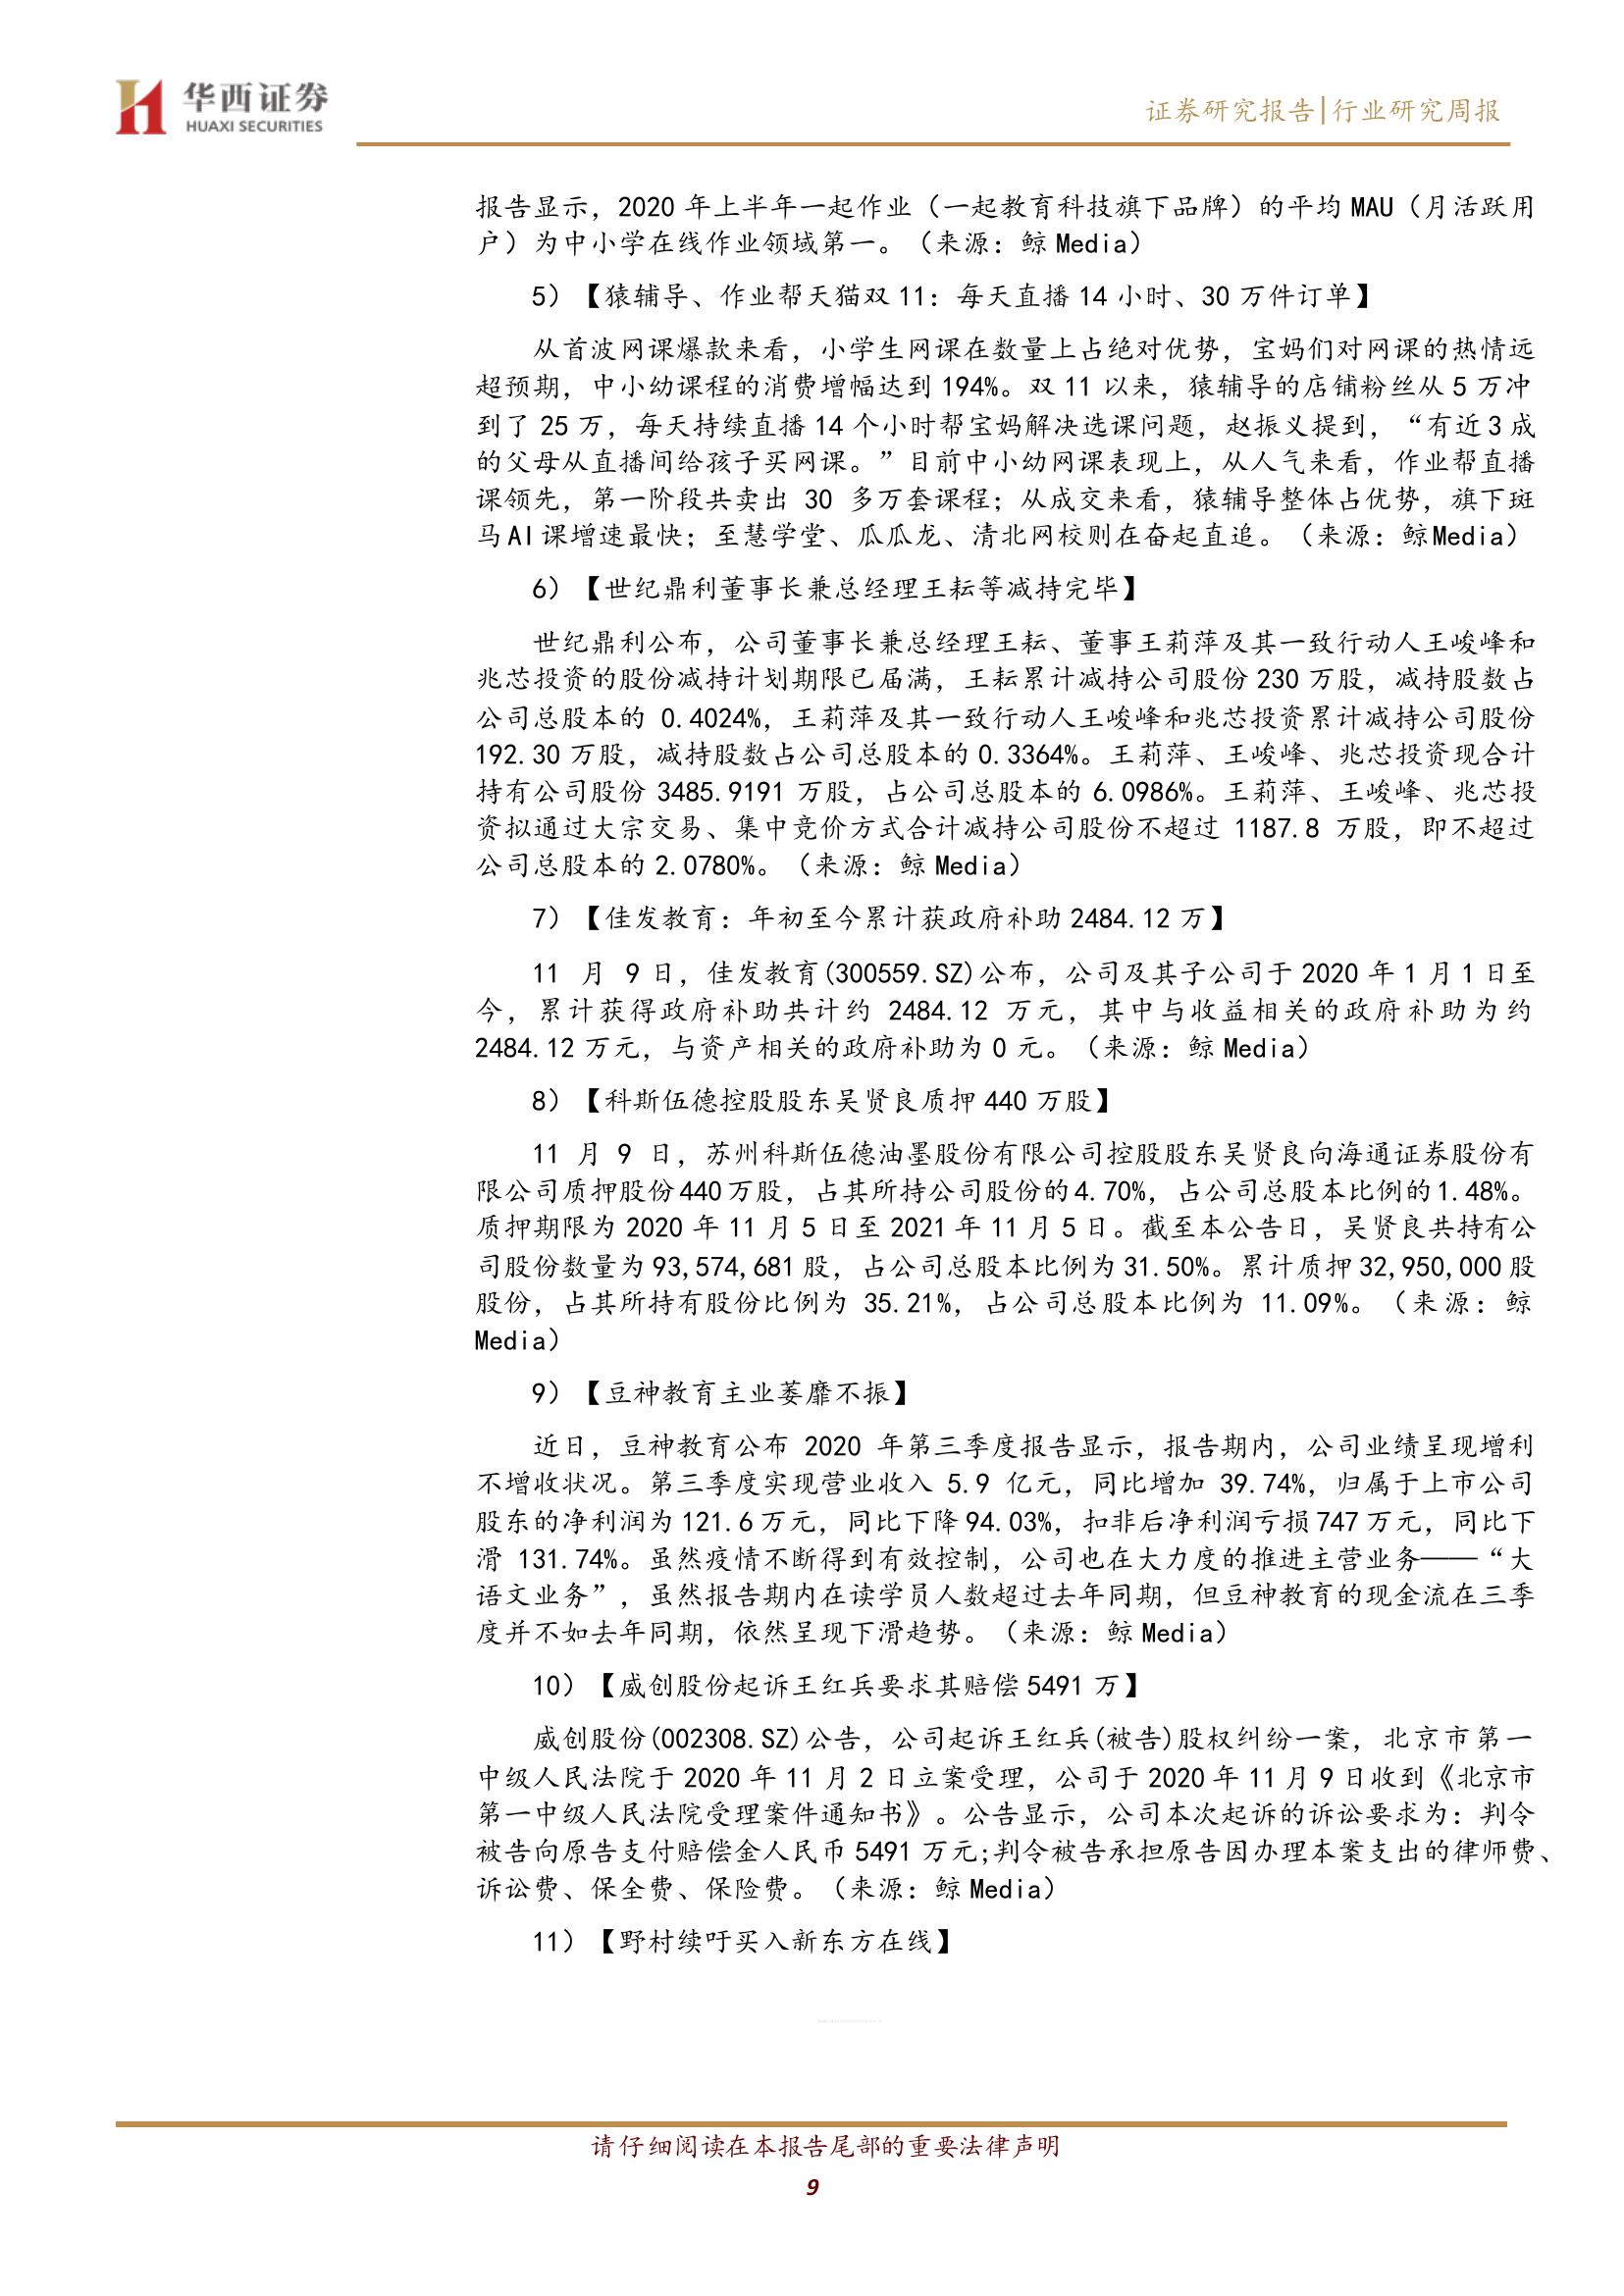 华西证券
HUAXI SECURITIES
证券研究报告|行业研究周报
报告显示，2020 年上半年一起作业（一起教育科技旗下品牌）的平均 MAU（月活跃用
户）为中小学在线作业领域第一。（来源：鲸 Media）
5）【猿辅导、作业帮天猫双 11：每天直播 14 小时、30 万件订单】
从首波网课爆款来看，小学生网课在数量上占绝对优势，宝妈们对网课的热情远
超预期，中小幼课程的消费增幅达到 194%。双 11 以来，猿辅导的店铺粉丝从 5 万冲
到了 25 万，每天持续直播 14 个小时帮宝妈解决选课问题，赵振义提到，“有近 3 成
的父母从直播间给孩子买网课。”目前中小幼网课表现上，从人气来看，作业帮直播
课领先，第一阶段共卖出 30 多万套课程；从成交来看，猿辅导整体占优势，旗下斑
马 AI 课增速最快；至慧学堂、瓜瓜龙、清北网校则在奋起直追。（来源：鲸 Media）
6）【世纪鼎利董事长兼总经理王耘等减持完毕】
世纪鼎利公布，公司董事长兼总经理王耘、董事王莉萍及其一致行动人王峻峰和
兆芯投资的股份减持计划期限已届满，王耘累计减持公司股份 230 万股，减持股数占
公司总股本的 0.4024%，王莉萍及其一致行动人王峻峰和兆芯投资累计减持公司股份
192.30 万股，减持股数占公司总股本的 0.3364%。王莉萍、王峻峰、兆芯投资现合计
持有公司股份 3485.9191 万股，占公司总股本的 6.0986%。王莉萍、王峻峰、兆芯投
资拟通过大宗交易、集中竞价方式合计减持公司股份不超过 1187.8 万股，即不超过
公司总股本的 2.0780%。（来源：鲸 Media）
7）【佳发教育：年初至今累计获政府补助 2484.12 万】
11 月 9 日，佳发教育(300559.SZ)公布，公司及其子公司于 2020 年 1 月 1 日至
今，累计获得政府补助共计约 2484.12 万元，其中与收益相关的政府补助为约
2484.12 万元，与资产相关的政府补助为 0 元。（来源：鲸 Media）
8）【科斯伍德控股股东吴贤良质押 440 万股】
11 月 9 日，苏州科斯伍德油墨股份有限公司控股股东吴贤良向海通证券股份有
限公司质押股份 440 万股，占其所持公司股份的 4.70%，占公司总股本比例的 1.48%。
质押期限为 2020 年 11 月 5 日至 2021 年 11 月 5 日。截至本公告日，吴贤良共持有公
司股份数量为 93,574,681 股，占公司总股本比例为 31.50%。累计质押 32,950,000 股
股份，占其所持有股份比例为 35.21%，占公司总股本比例为 11.09%。（来源：鲸
Media）
9）【豆神教育主业萎靡不振】
近日，豆神教育公布 2020 年第三季度报告显示，报告期内，公司业绩呈现增利
不增收状况。第三季度实现营业收入 5.9 亿元，同比增加 39.74%，归属于上市公司
股东的净利润为 121.6 万元，同比下降 94.03%，扣非后净利润亏损 747 万元，同比下
滑 131.74%。虽然疫情不断得到有效控制，公司也在大力度的推进主营业务——“大
语文业务”，虽然报告期内在读学员人数超过去年同期，但豆神教育的现金流在三季
度并不如去年同期，依然呈现下滑趋势。（来源：鲸 Media）
10）【威创股份起诉王红兵要求其赔偿 5491 万】
威创股份(002308.SZ)公告，公司起诉王红兵(被告)股权纠纷一案，北京市第一
中级人民法院于 2020 年 11 月 2 日立案受理，公司于 2020 年 11 月 9 日收到《北京市
第一中级人民法院受理案件通知书》。公告显示，公司本次起诉的诉讼要求为：判令
被告向原告支付赔偿金人民币 5491 万元;判令被告承担原告因办理本案支出的律师费、
诉讼费、保全费、保险费。（来源：鲸 Media）
11）【野村续吁买入新东方在线】
请仔细阅读在本报告尾部的重要法律声明
9